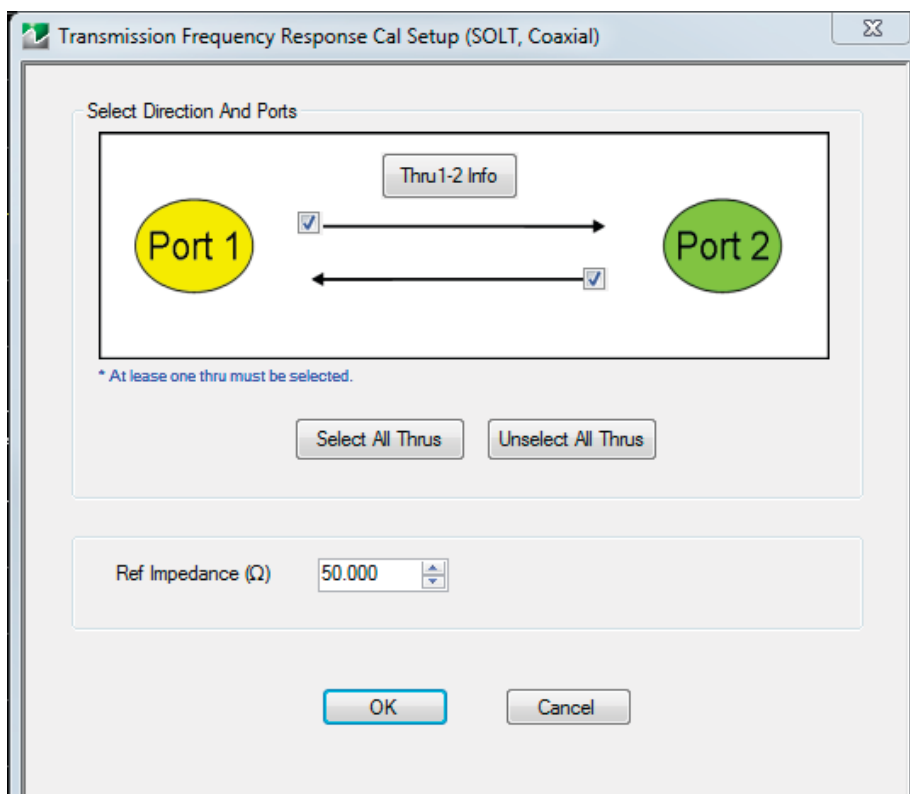 Transmission Frequency Response Cal Setup (SOLT, Coaxial)
Select Direction And Ports
Thru1-2 Info
Port 1
Port 2
* At lease one thru must be selected.
Select All Thrus
Unselect All Thrus
Ref Impedance (Ω)
50.000
OK
Cancel